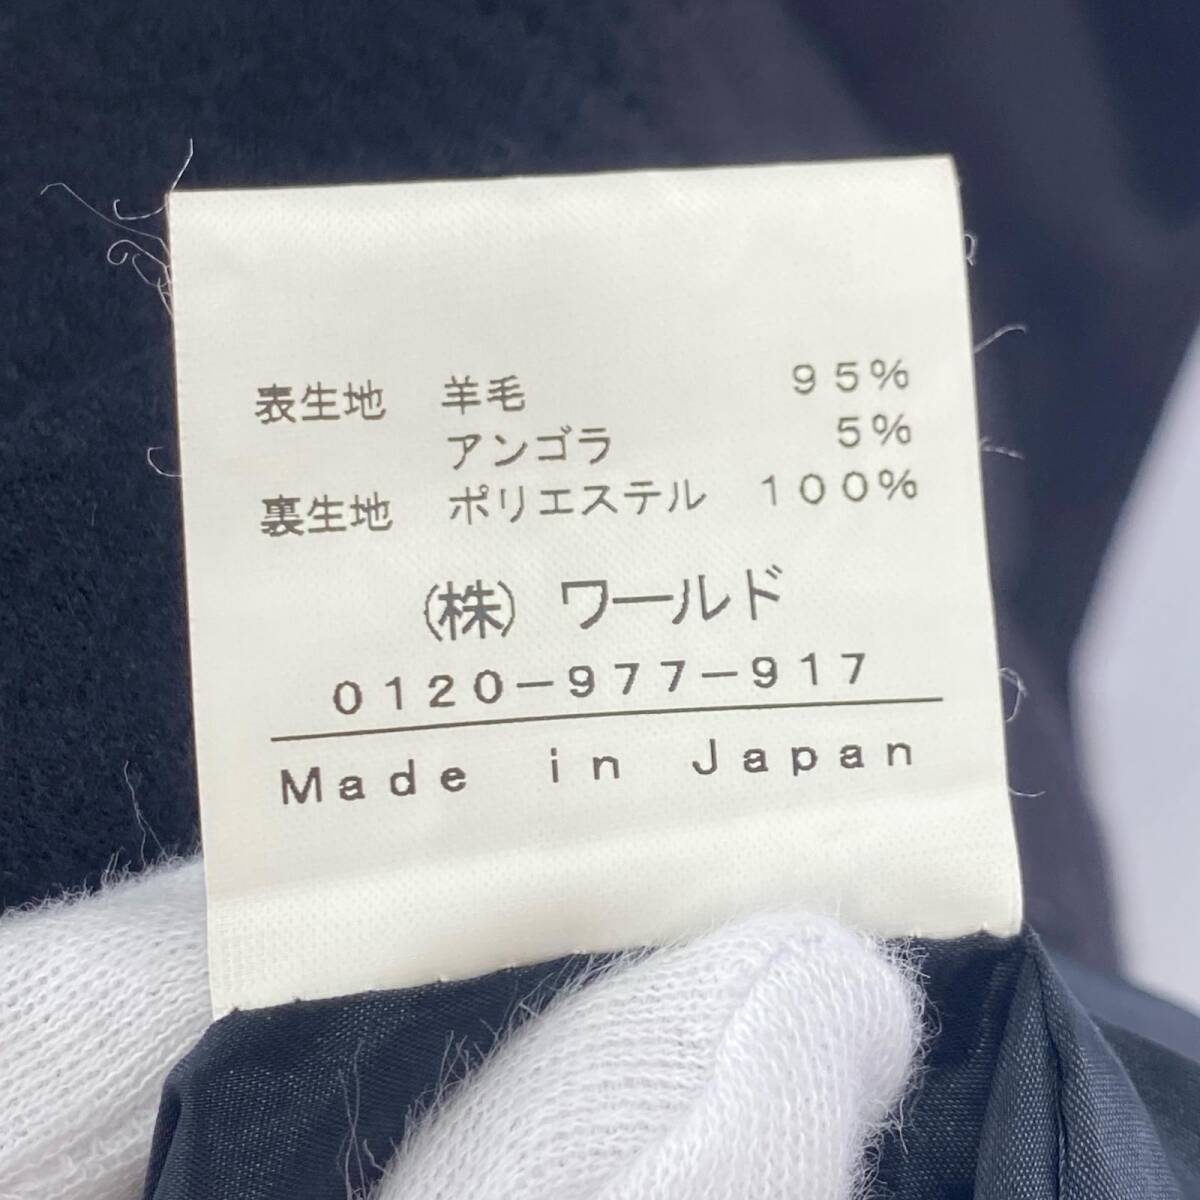 表生地 羊毛 95%
アンゴラ 5%
裏生地 ポリエステル 100%
(株) ワールド
0120-977-917
Made in Japan